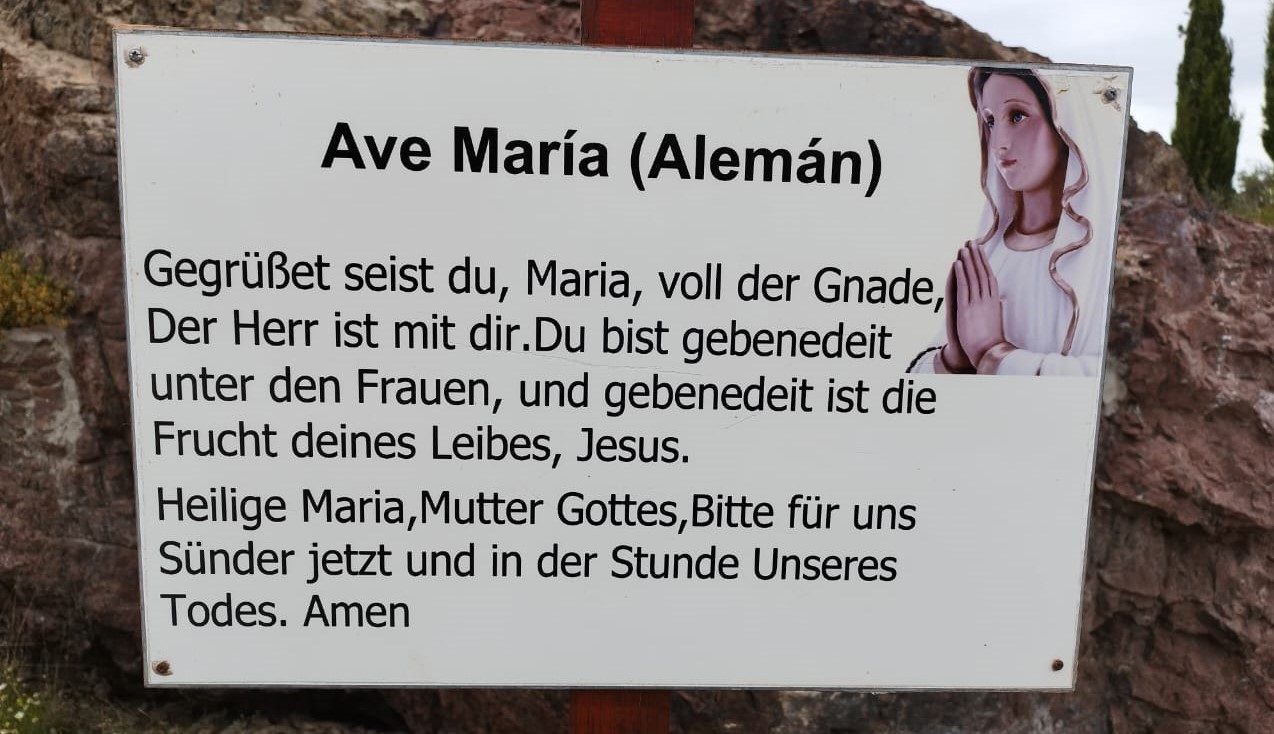 Ave María (Alemán)
Gegrüßet seist du, Maria, voll der Gnade,
Der Herr ist mit dir.Du bist gebenedeit
unter den Frauen, und gebenedeit ist die
Frucht deines Leibes, Jesus.
Heilige Maria,Mutter Gottes,Bitte für uns
Sünder jetzt und in der Stunde Unseres
Todes. Amen